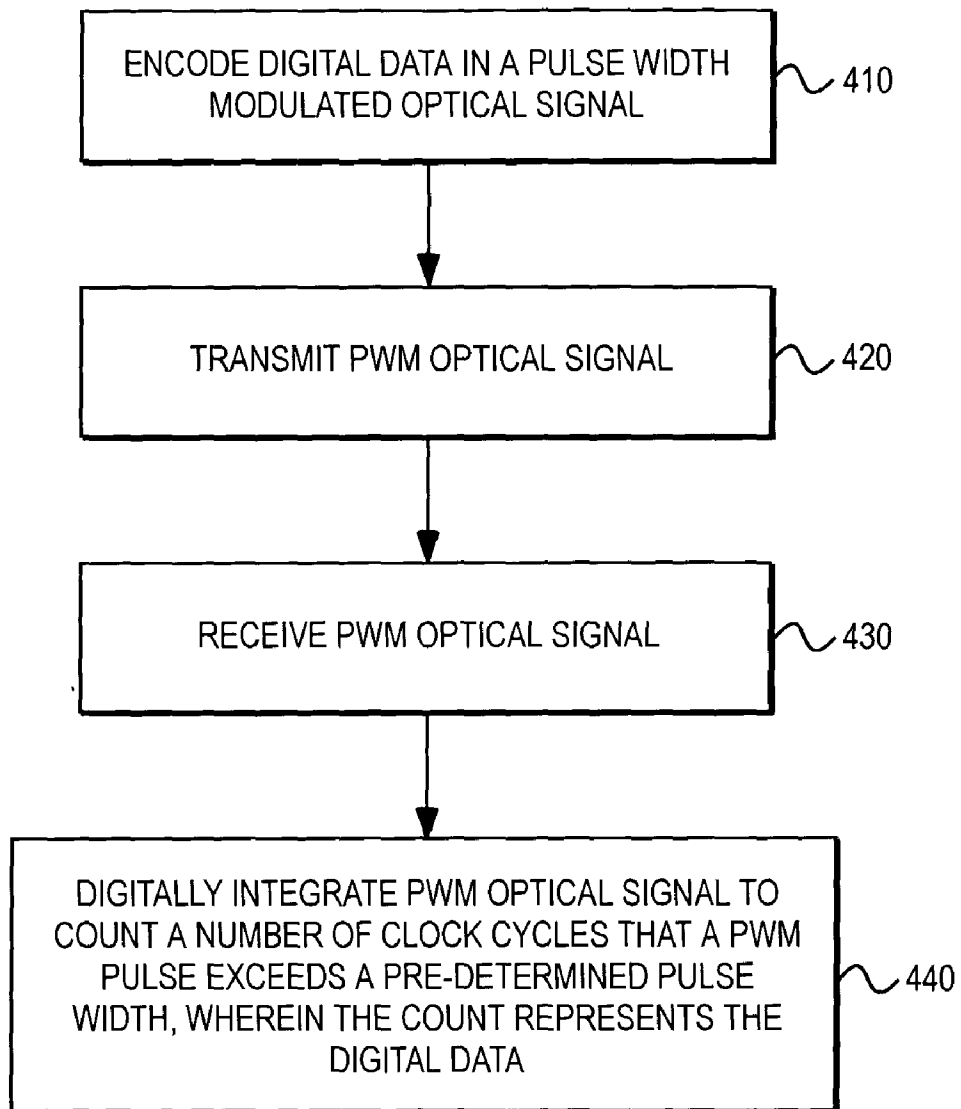 ENCODE DIGITAL DATA IN A PULSE WIDTH
MODULATED OPTICAL SIGNAL
410
TRANSMIT PWM OPTICAL SIGNAL
420
RECEIVE PWM OPTICAL SIGNAL
430
DIGITALLY INTEGRATE PWM OPTICAL SIGNAL TO
COUNT A NUMBER OF CLOCK CYCLES THAT A PWM
PULSE EXCEEDS A PRE-DETERMINED PULSE
WIDTH, WHEREIN THE COUNT REPRESENTS THE
DIGITAL DATA
440